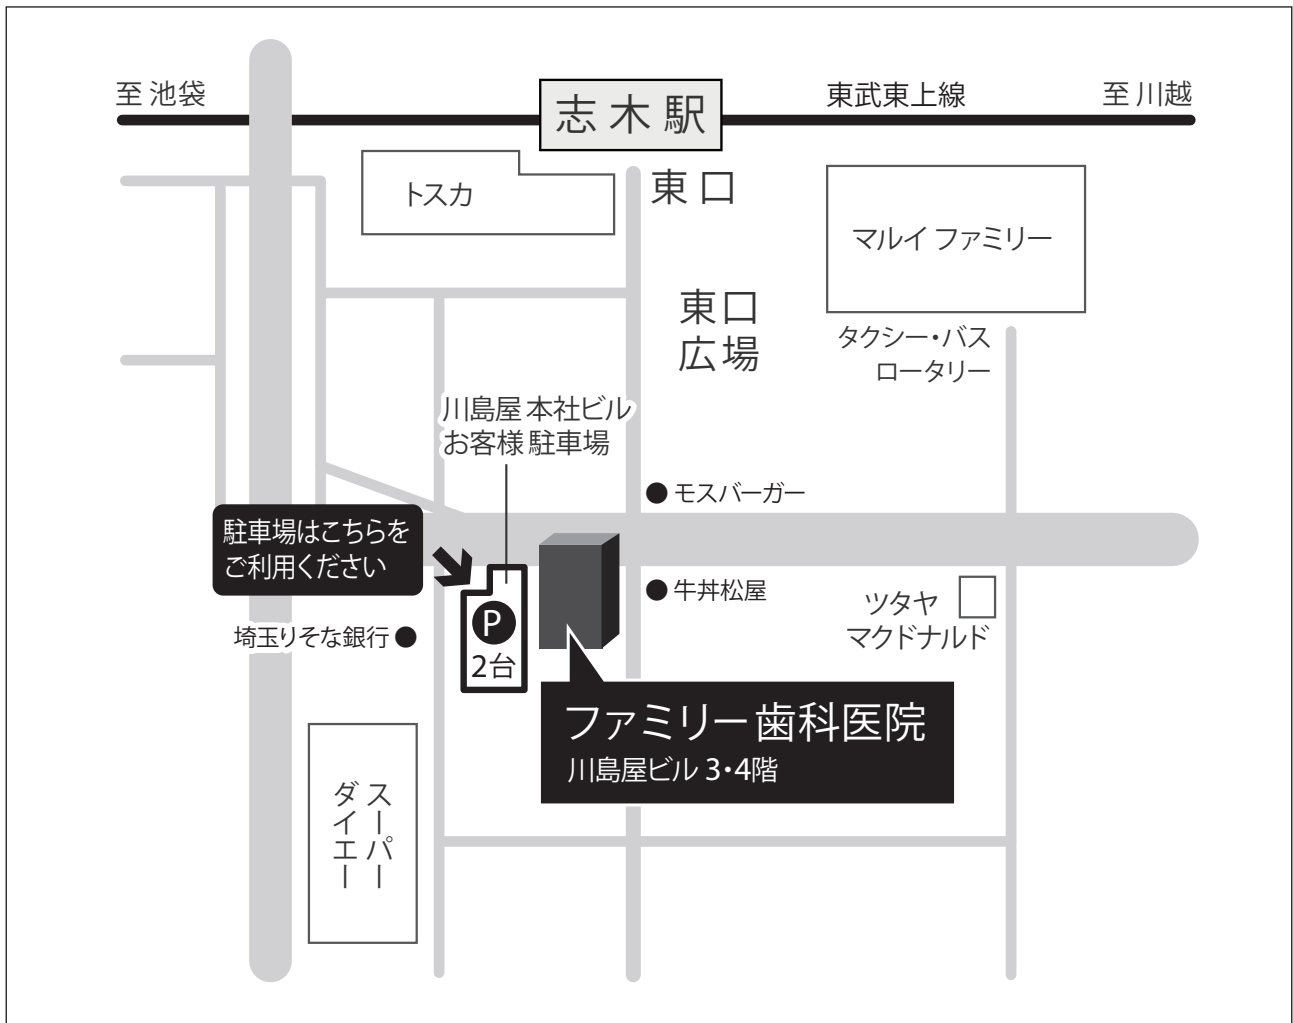 至 池袋
志木駅
東武東上線
至 川越
トスカ
東口
マルイ ファミリー
東口
広場
タクシー・バス
ロータリー
川島屋 本社ビル
お客様 駐車場
モスバーガー
駐車場はこちらを
ご利用ください
牛丼松屋
ツタヤ
マクドナルド
埼玉りそな銀行
P
2台
ファミリー歯科医院
川島屋ビル 3・4階
スーパー
ダイエー